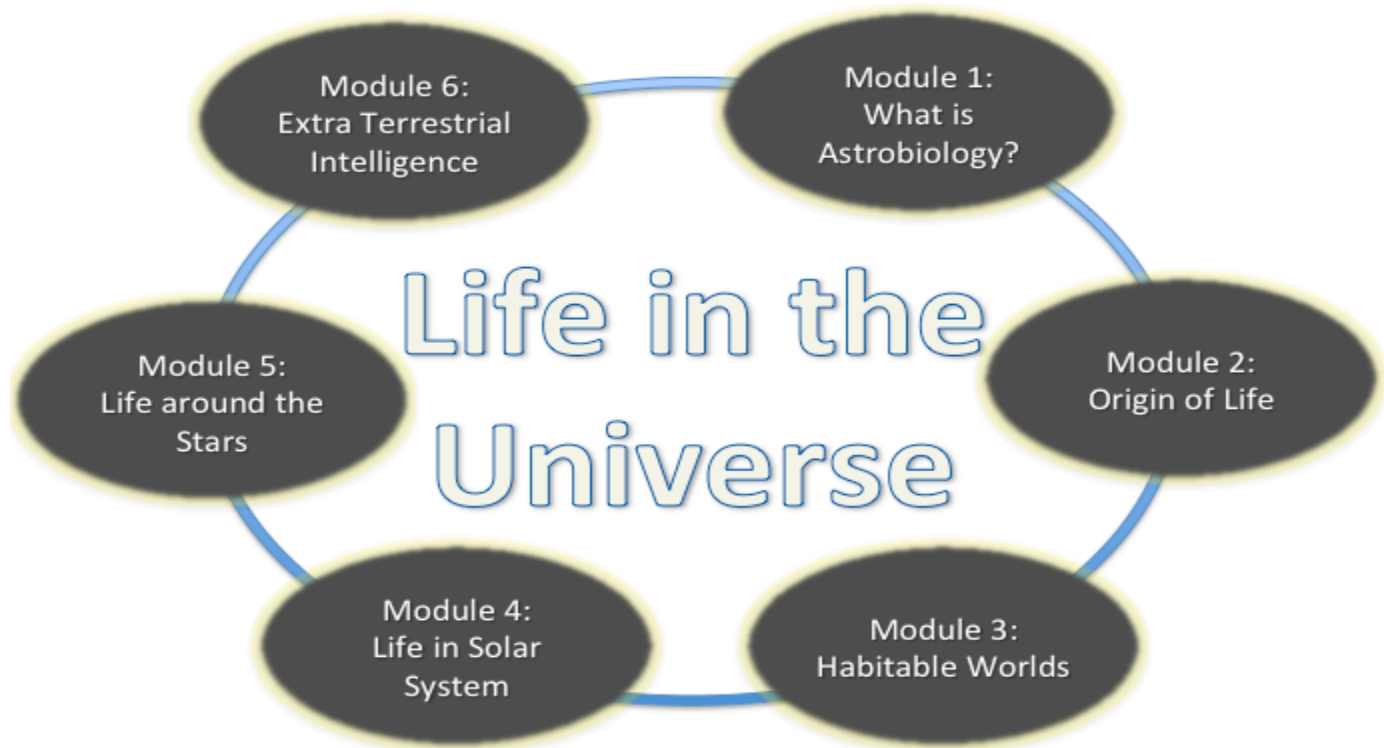 Life in the
Universe
Module 1:
What is
Astrobiology?
Module 2:
Origin of Life
Module 3:
Habitable Worlds
Module 4:
Life in Solar
System
Module 5:
Life around the
Stars
Module 6:
Extra Terrestrial
Intelligence